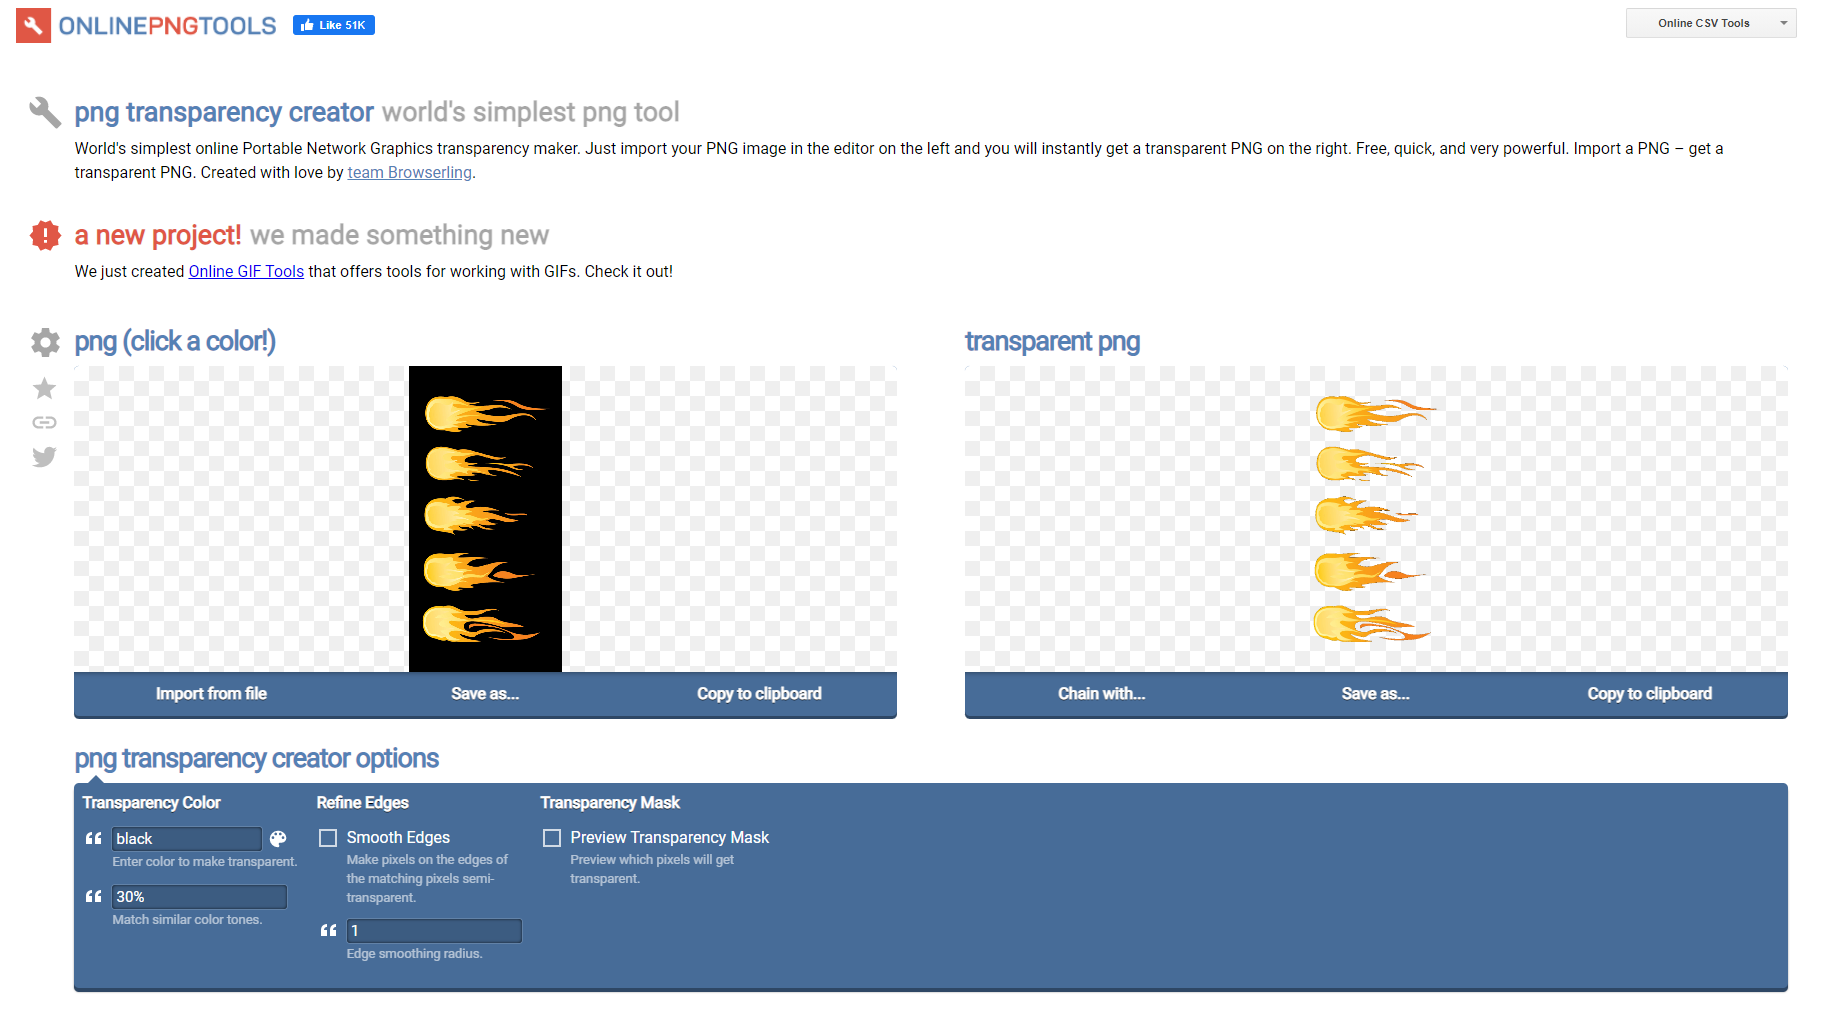 ONLINEPNGTOOLS
Like 51K
Online CSV Tools
png transparency creator world's simplest png tool
World's simplest online Portable Network Graphics transparency maker. Just import your PNG image in the editor on the left and you will instantly get a transparent PNG on the right. Free, quick, and very powerful. Import a PNG – get a
transparent PNG. Created with love by team Browserling.
a new project! we made something new
We just created Online GIF Tools that offers tools for working with GIFs. Check it out!
png (click a color!)
transparent png
Import from file
Save as...
Copy to clipboard
Chain with...
Save as...
Copy to clipboard
png transparency creator options
Transparency Color
black
Enter color to make transparent.
30%
Match similar color tones.
Refine Edges
Smooth Edges
Make pixels on the edges of
the matching pixels semi-
transparent.
1
Edge smoothing radius.
Transparency Mask
Preview Transparency Mask
Preview which pixels will get
transparent.